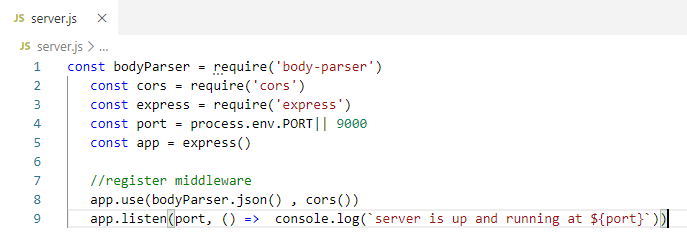 JS server.js ×
JS server.js > ...
1 const bodyParser = require('body-parser')
2 const cors = require('cors')
3 const express = require('express')
4 const port = process.env.PORT|| 9000
5 const app = express()
6
7 //register middleware
8 app.use(bodyParser.json() , cors())
9 app.listen(port, () =>  console.log(`server is up and running at ${port}`))